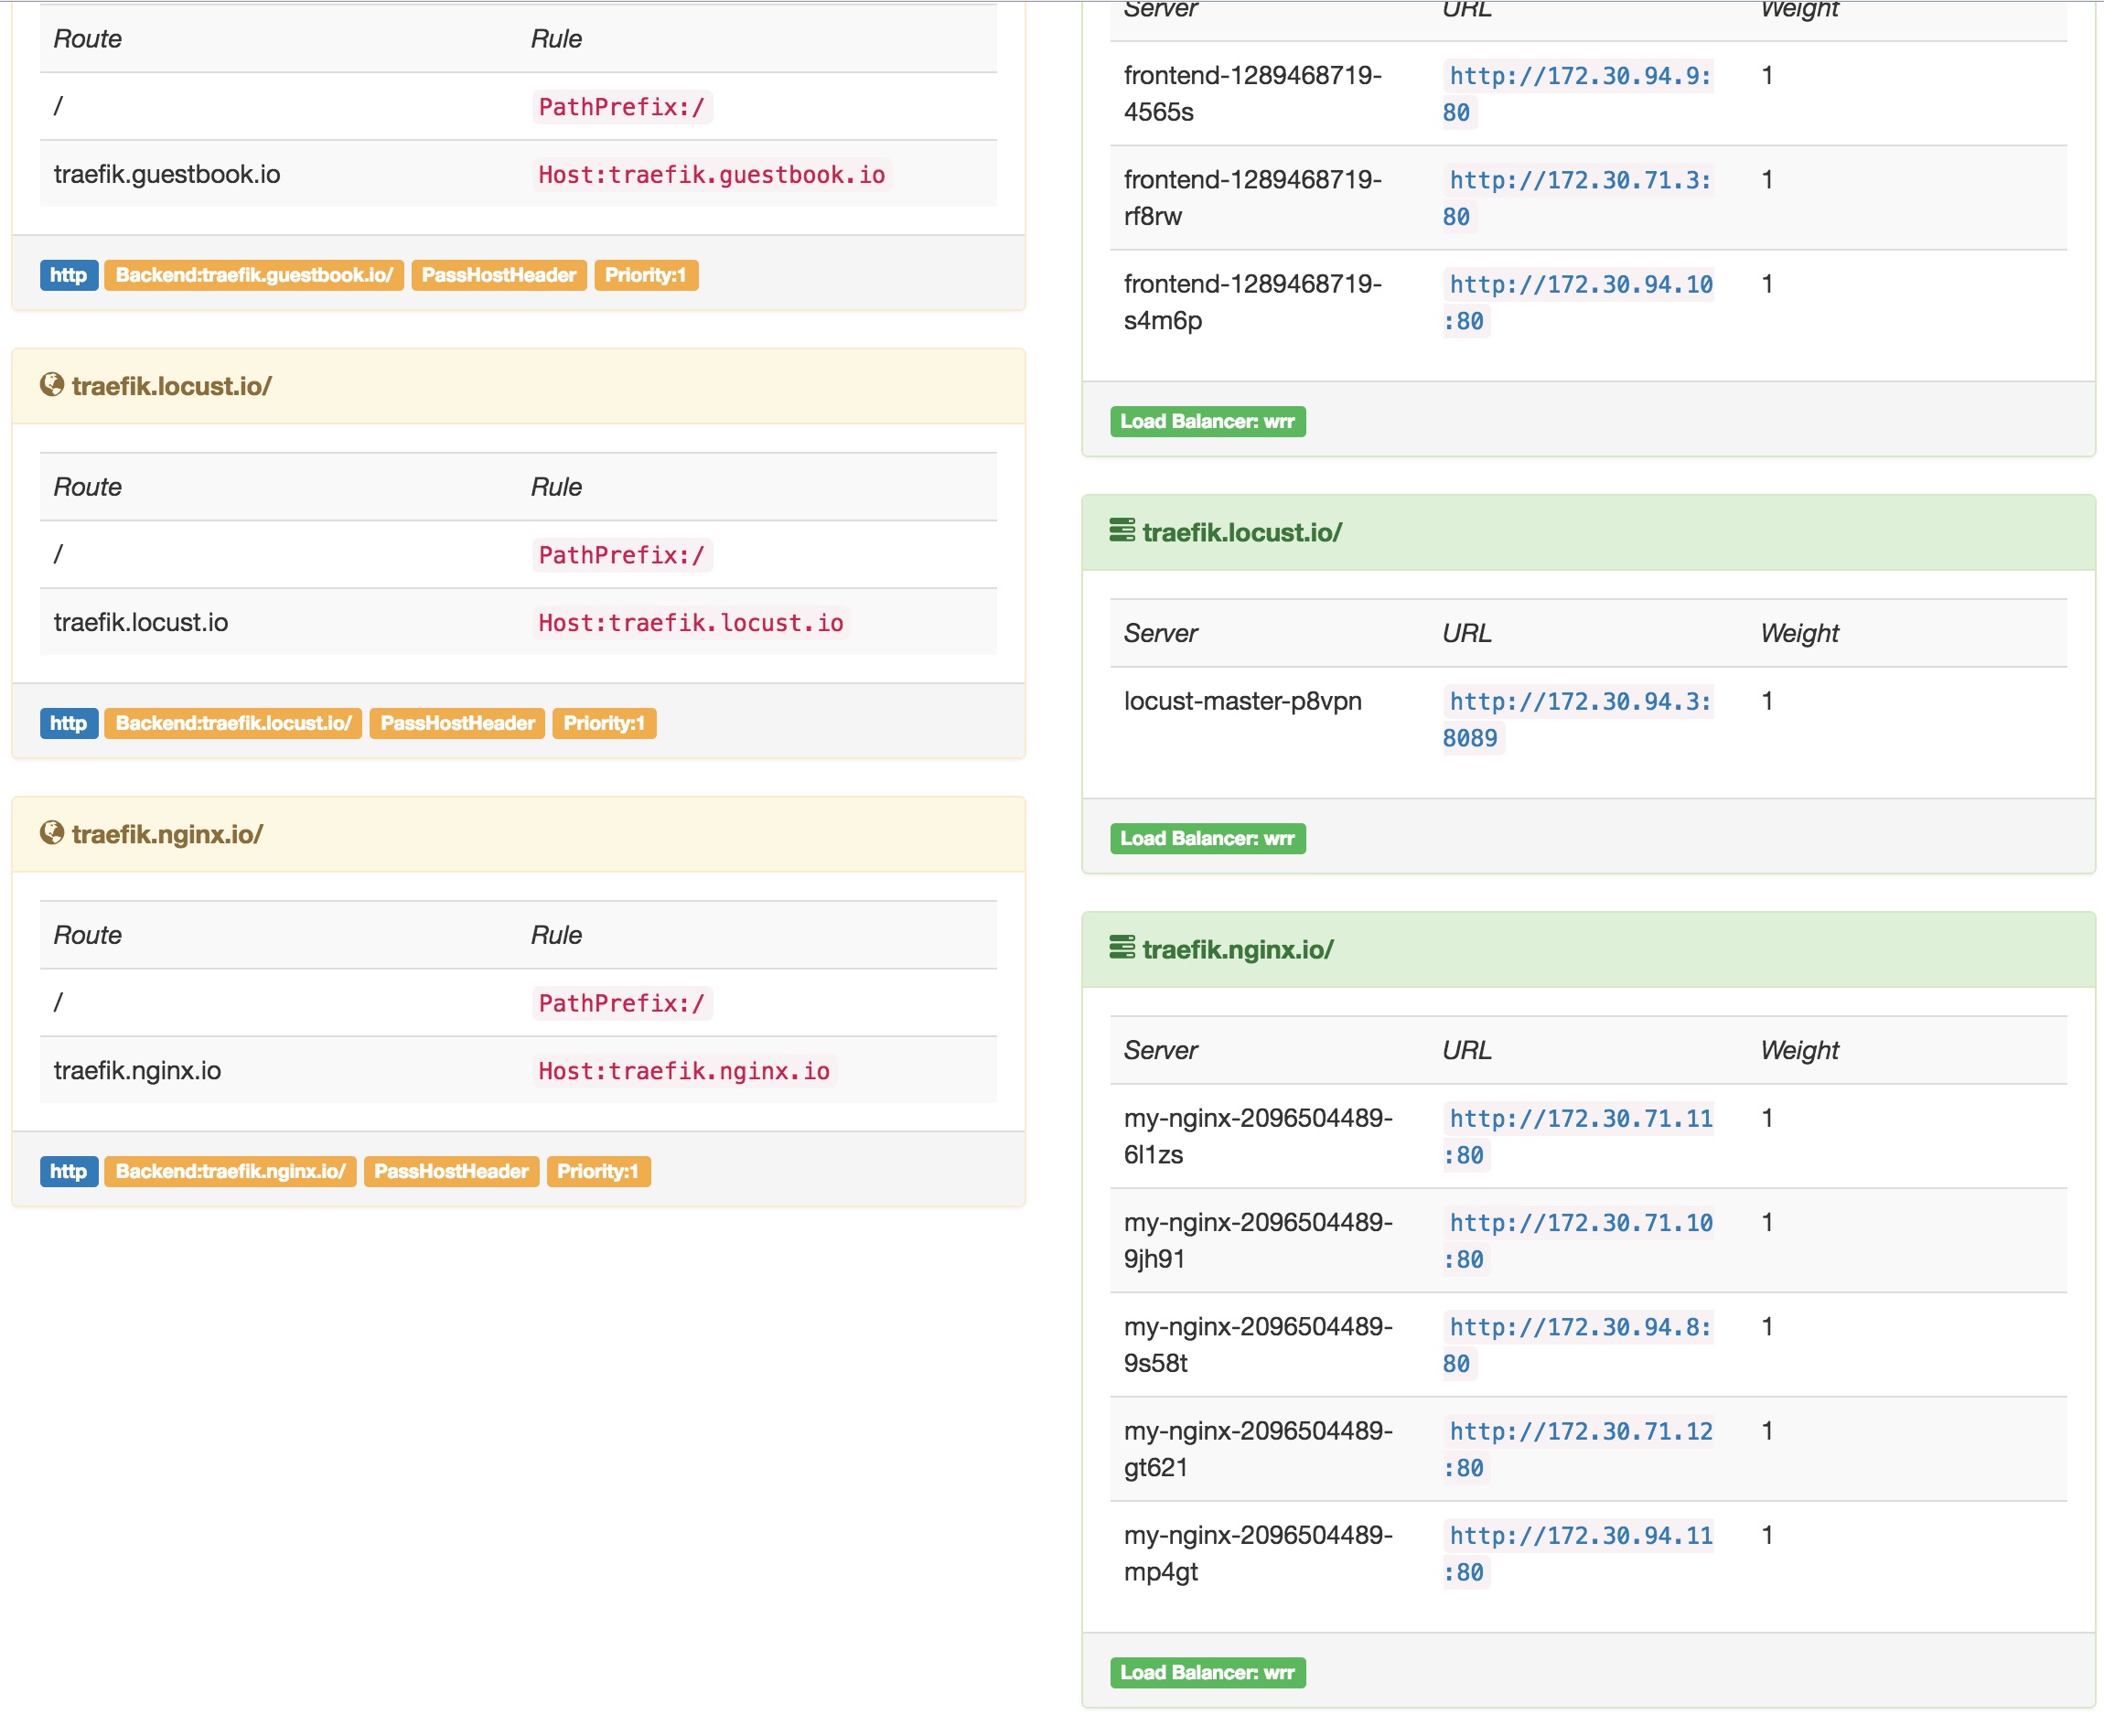 Route Rule
/ PathPrefix:/
traefik.guestbook.io Host:traefik.guestbook.io
http Backend:traefik.guestbook.io/ PassHostHeader Priority:1
traefik.locust.io/
Route Rule
/ PathPrefix:/
traefik.locust.io Host:traefik.locust.io
http Backend:traefik.locust.io/ PassHostHeader Priority:1
traefik.nginx.io/
Route Rule
/ PathPrefix:/
traefik.nginx.io Host:traefik.nginx.io
http Backend:traefik.nginx.io/ PassHostHeader Priority:1
Server URL Weight
frontend-1289468719- http://172.30.94.9: 1
4565s 80
frontend-1289468719- http://172.30.71.3: 1
rf8rw 80
frontend-1289468719- http://172.30.94.10 1
s4m6p :80
Load Balancer: wrr
traefik.locust.io/
Server URL Weight
locust-master-p8vpn http://172.30.94.3: 1
8089
Load Balancer: wrr
traefik.nginx.io/
Server URL Weight
my-nginx-2096504489- http://172.30.71.11 1
6l1zs :80
my-nginx-2096504489- http://172.30.71.10 1
9jh91 :80
my-nginx-2096504489- http://172.30.94.8: 1
9s58t 80
my-nginx-2096504489- http://172.30.71.12 1
gt621 :80
my-nginx-2096504489- http://172.30.94.11 1
mp4gt :80
Load Balancer: wrr